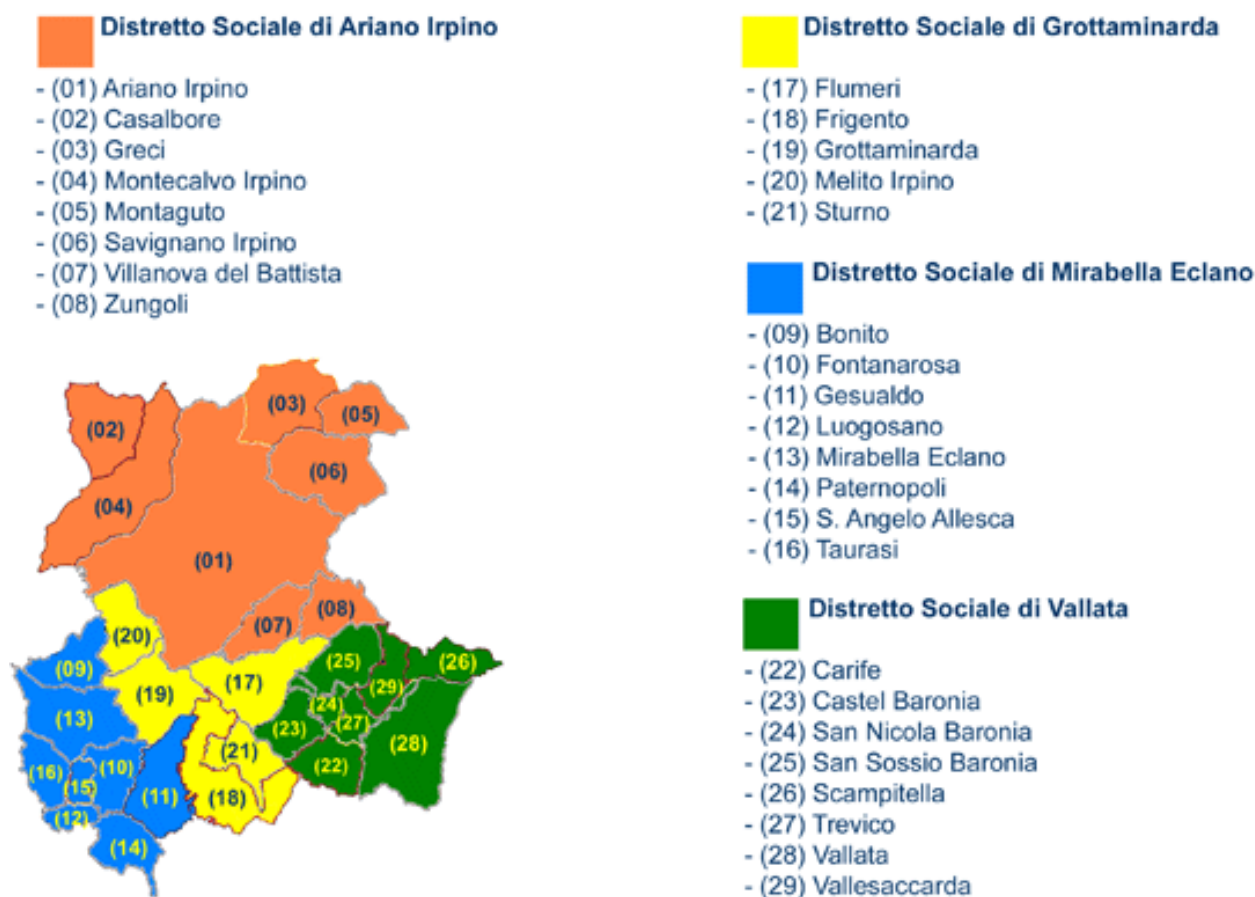 Distretto Sociale di Ariano Irpino
- (01) Ariano Irpino
- (02) Casalbore
- (03) Greci
- (04) Montecalvo Irpino
- (05) Montaguto
- (06) Savignano Irpino
- (07) Villanova del Battista
- (08) Zungoli
Distretto Sociale di Grottaminarda
- (17) Flumeri
- (18) Frigento
- (19) Grottaminarda
- (20) Melito Irpino
- (21) Sturno
Distretto Sociale di Mirabella Eclano
- (09) Bonito
- (10) Fontanarosa
- (11) Gesualdo
- (12) Luogosano
- (13) Mirabella Eclano
- (14) Paternopoli
- (15) S. Angelo Allesca
- (16) Taurasi
Distretto Sociale di Vallata
- (22) Carife
- (23) Castel Baronia
- (24) San Nicola Baronia
- (25) San Sossio Baronia
- (26) Scampitella
- (27) Trevico
- (28) Vallata
- (29) Vallesaccarda
(03)
(05)
(02)
(06)
(04)
(01)
(08)
(07)
(20)
(25)
(26)
(09)
(17)
(29)
(19)
(24)
(13)
(23)
(27)
(28)
(21)
(10)
(16)
(22)
(15)
(11)
(18)
(12)
(14)